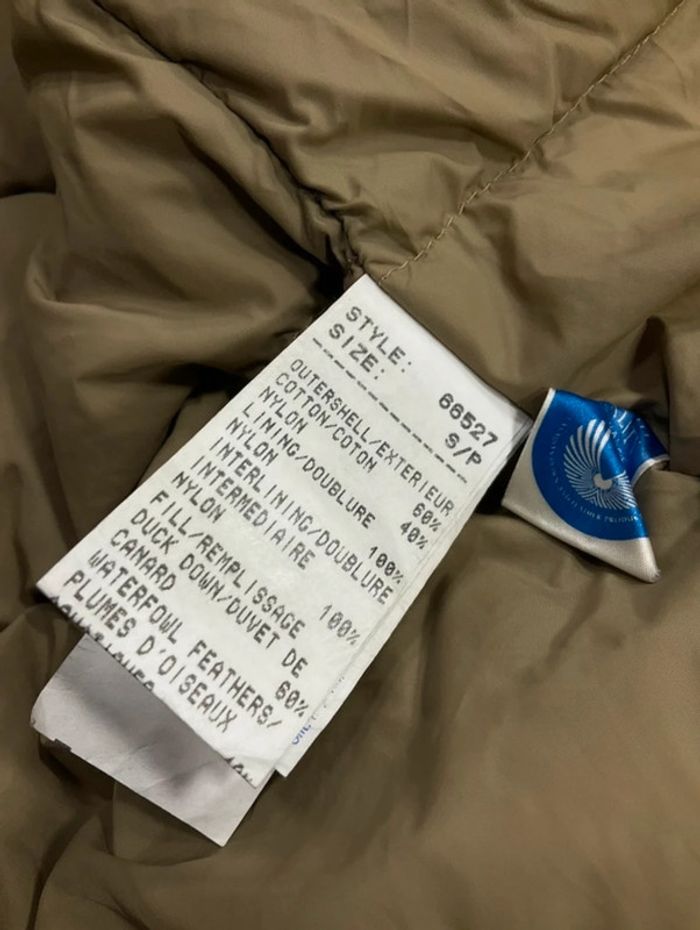 STYLE: 66527
SIZE: S/P
OUTERSHELL/EXTERIEUR
COTTON/COTON 60%
NYLON 40%
LINING/DOUBLURE
NYLON 100%
INTERLINING/DOUBLURE
INTERMEDIAIRE
NYLON 100%
FILL/REMPLISSAGE
DUCK DOWN/DUVET DE
CANARD 60%
WATERFOWL FEATHERS/
PLUMES D'OISEAUX